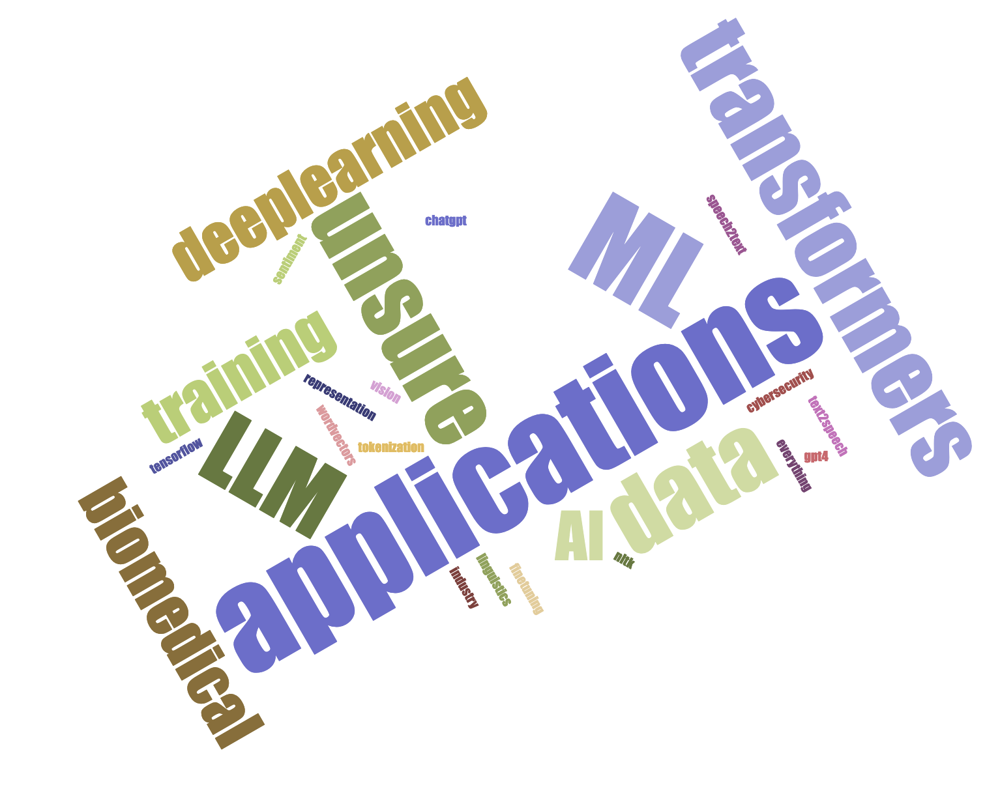 transformers
deeplearning
unsure
chatgpt
ML
speech2text
sentiment
applications
training
representation
vision
cybersecurity
wordvectors
tokenization
text2speech
tensorflow
LLM
data
everything
gpt4
biomedical
AI
nltk
industry
linguistics
finetuning